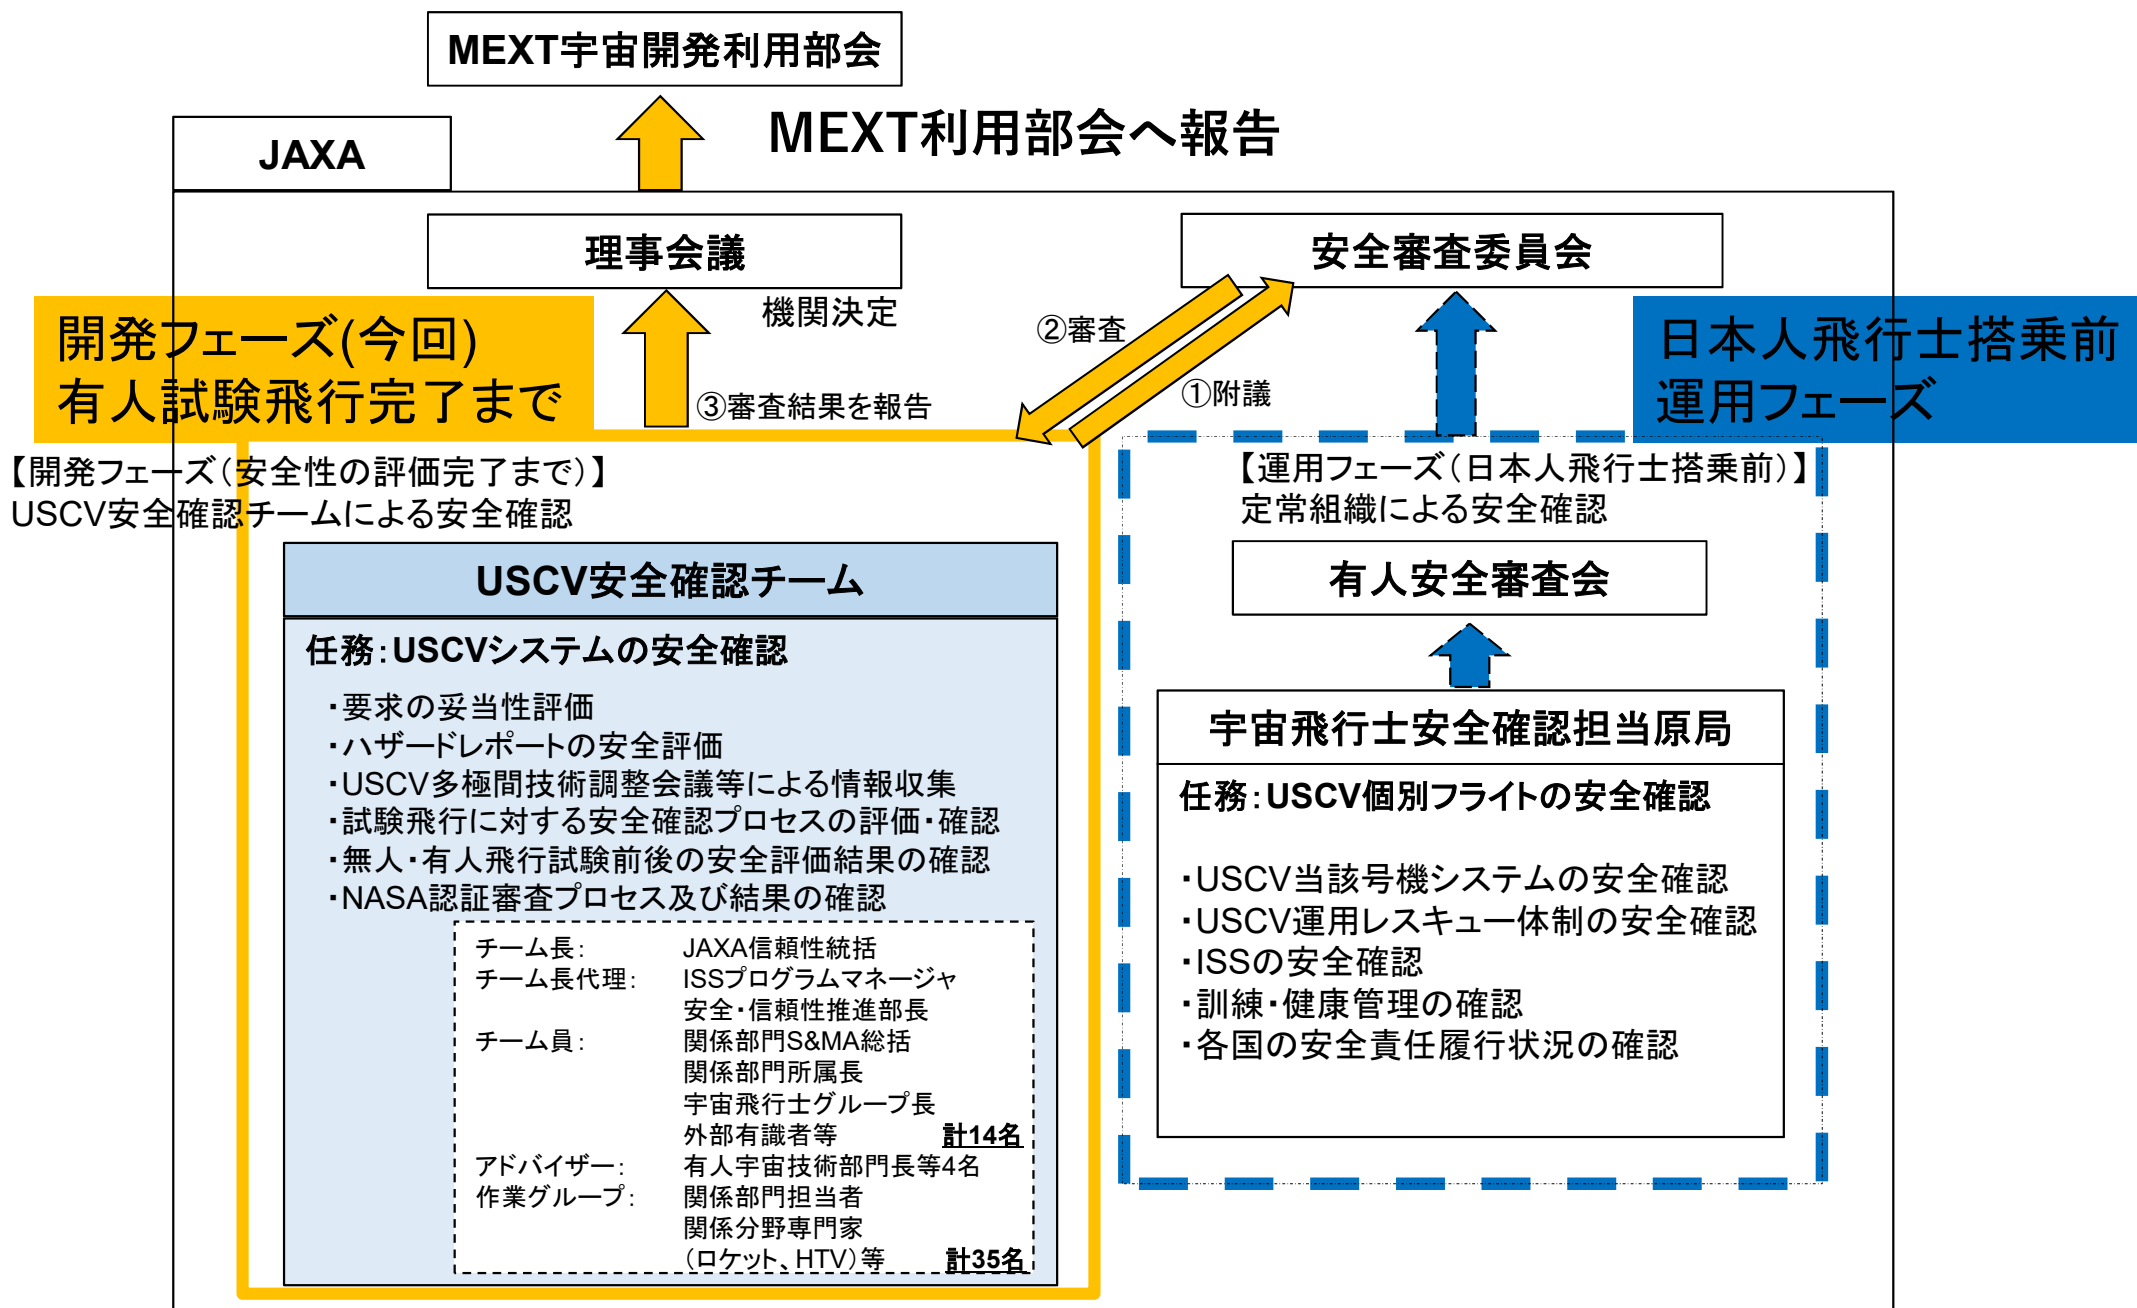 MEXT宇宙開発利用部会
MEXT利用部会へ報告
JAXA
理事会議
安全審査委員会
機関決定
開発フェーズ(今回)
有人試験飛行完了まで
②審査
①附議
③審査結果を報告
日本人飛行士搭乗前
運用フェーズ
【開発フェーズ（安全性の評価完了まで）】
USCV安全確認チームによる安全確認
USCV安全確認チーム
任務：USCVシステムの安全確認
・要求の妥当性評価
・ハザードレポートの安全評価
・USCV多極間技術調整会議等による情報収集
・試験飛行に対する安全確認プロセスの評価・確認
・無人・有人飛行試験前後の安全評価結果の確認
・NASA認証審査プロセス及び結果の確認
チーム長： JAXA信頼性統括
チーム長代理： ISSプログラムマネージャ
安全・信頼性推進部長
チーム員： 関係部門S&MA総括
関係部門所属長
宇宙飛行士グループ長
外部有識者等 計14名
アドバイザー： 有人宇宙技術部門長等4名
作業グループ： 関係部門担当者
関係分野専門家
（ロケット、HTV）等 計35名
【運用フェーズ（日本人飛行士搭乗前）】
定常組織による安全確認
有人安全審査会
宇宙飛行士安全確認担当原局
任務：USCV個別フライトの安全確認
・USCV当該号機システムの安全確認
・USCV運用レスキュー体制の安全確認
・ISSの安全確認
・訓練・健康管理の確認
・各国の安全責任履行状況の確認